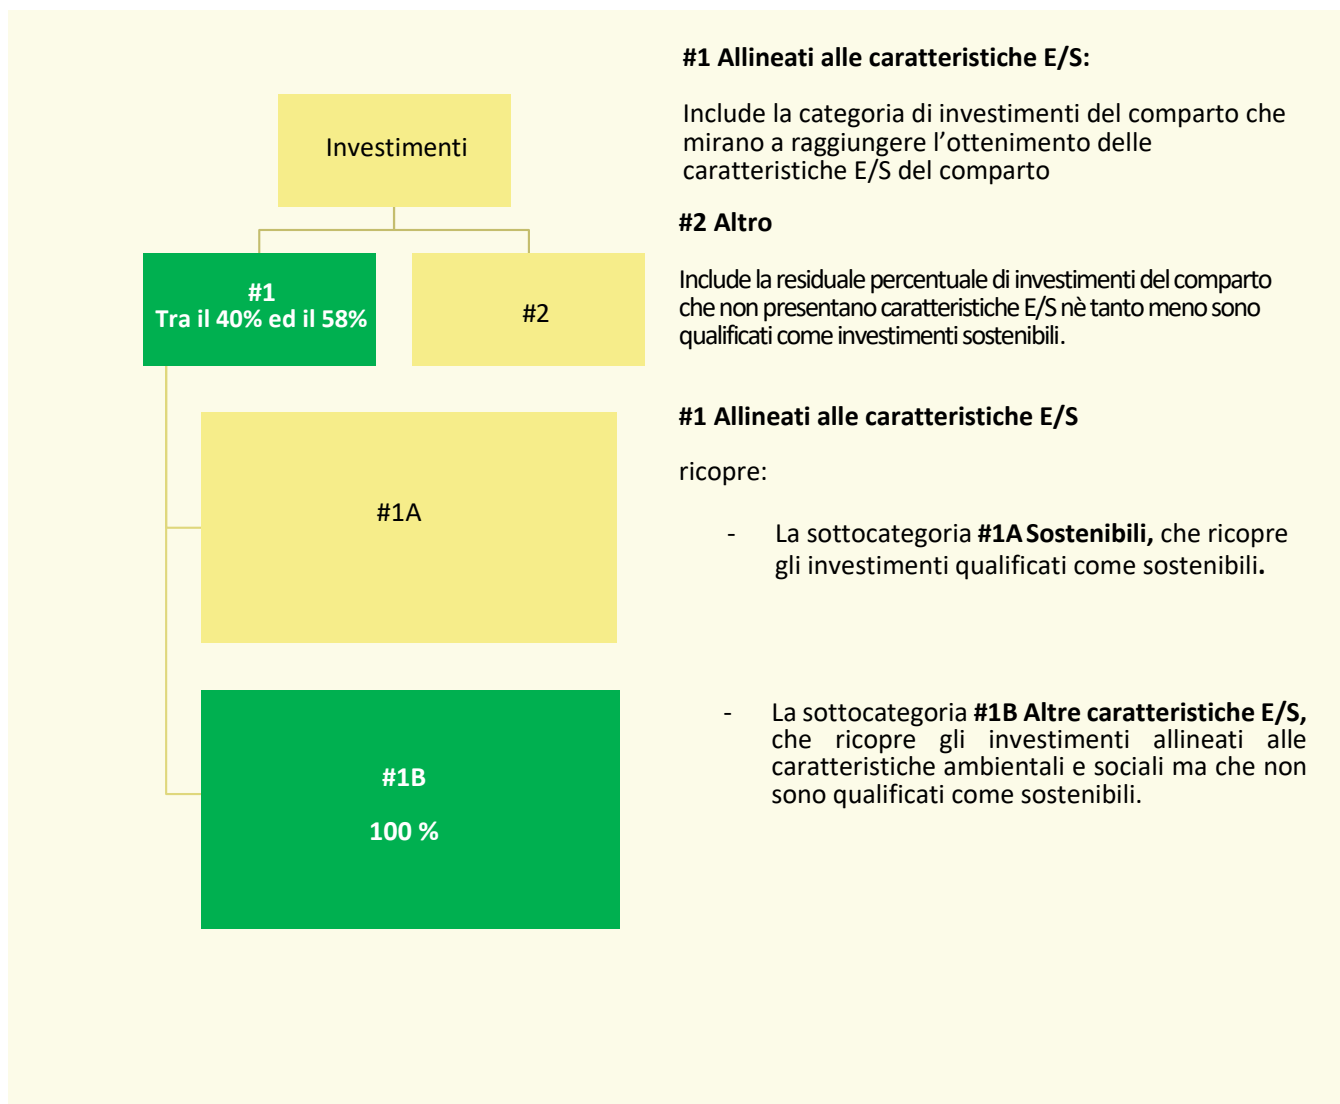 Investimenti
#1
Tra il 40% ed il 58%
#2
#1A
#1B
100 %
#1 Allineati alle caratteristiche E/S:
Include la categoria di investimenti del comparto che
mirano a raggiungere l’ottenimento delle
caratteristiche E/S del comparto
#2 Altro
Include la residuale percentuale di investimenti del comparto
che non presentano caratteristiche E/S nè tanto meno sono
qualificati come investimenti sostenibili.
#1 Allineati alle caratteristiche E/S
ricopre:
- La sottocategoria #1A Sostenibili, che ricopre
gli investimenti qualificati come sostenibili.
- La sottocategoria #1B Altre caratteristiche E/S,
che ricopre gli investimenti allineati alle
caratteristiche ambientali e sociali ma che non
sono qualificati come sostenibili.